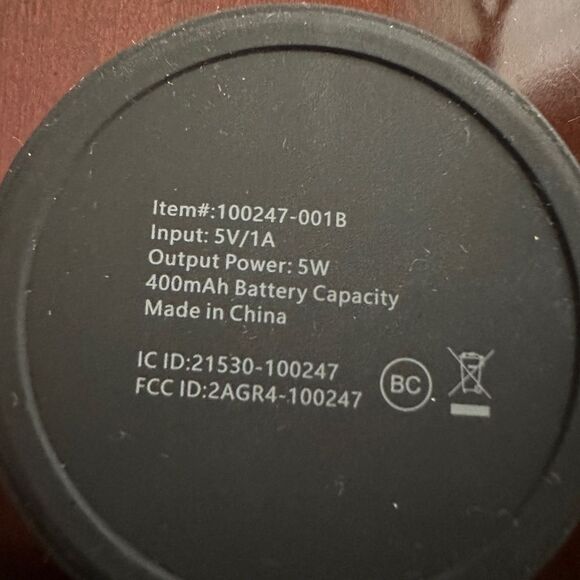 Item#:100247-001B
Input: 5V/1A
Output Power: 5W
400mAh Battery Capacity
Made in China
IC ID:21530-100247
FCC ID:2AGR4-100247
BC